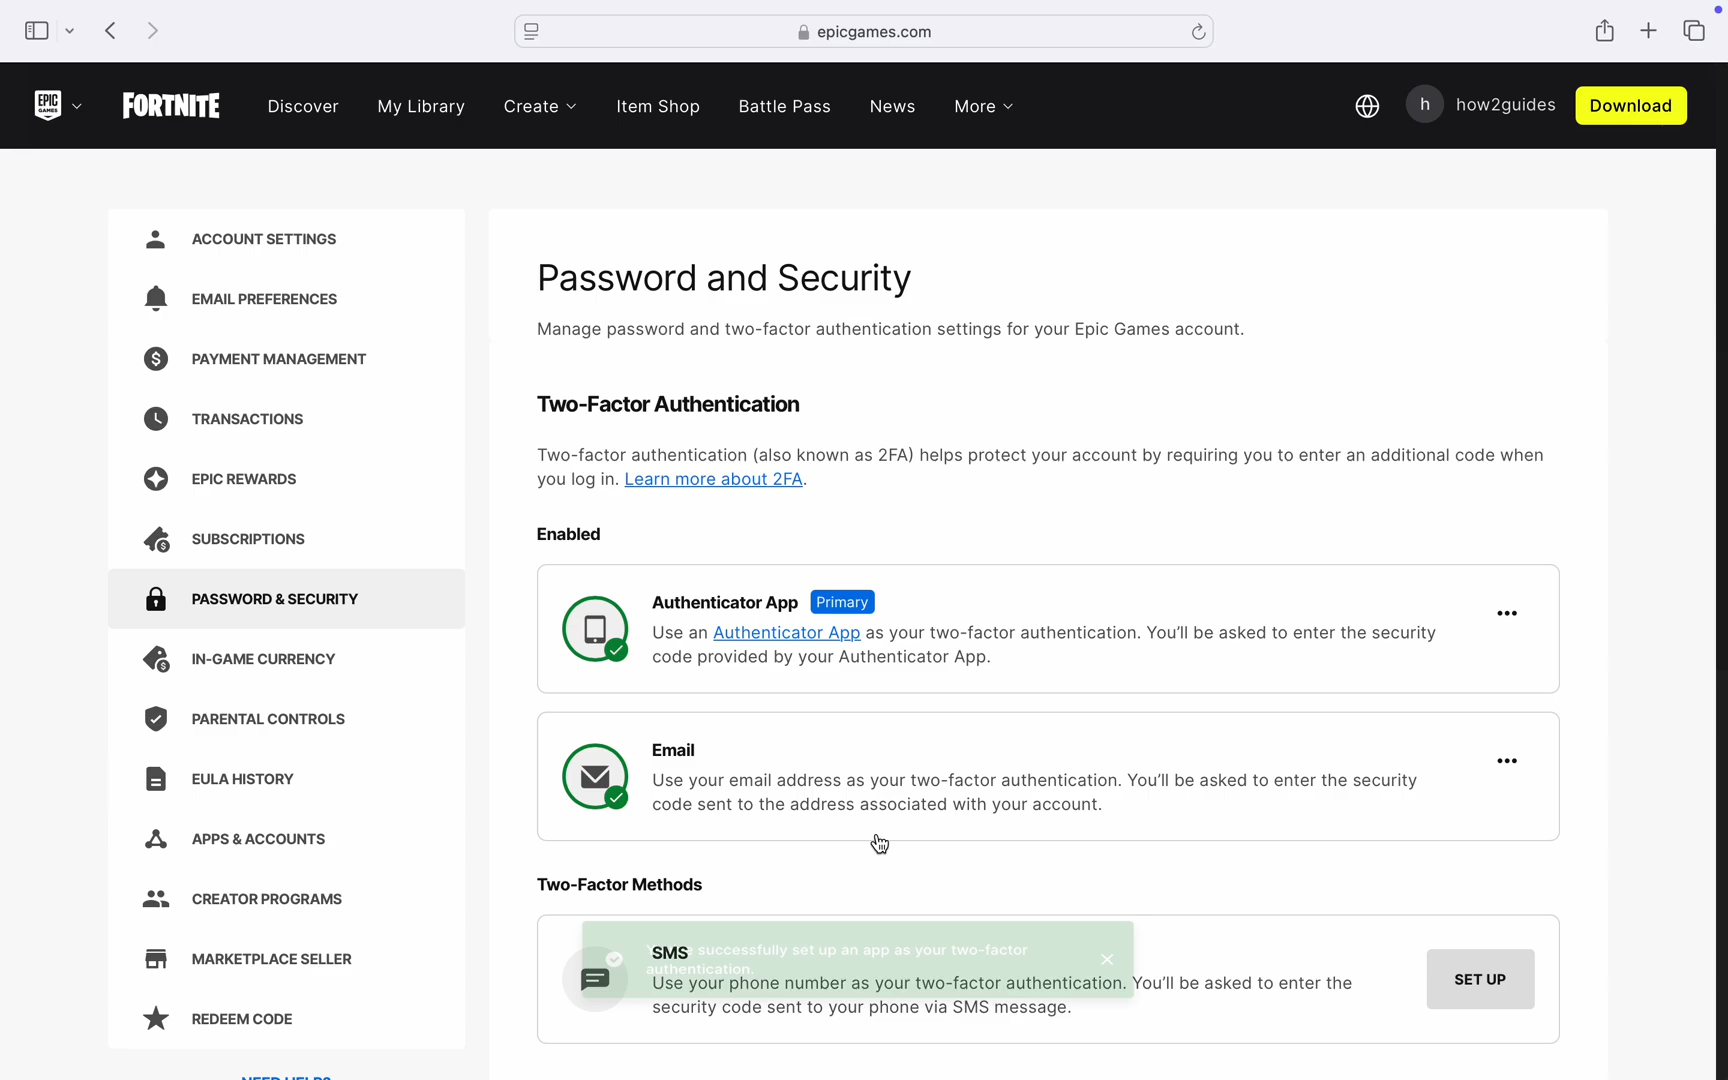 epicgames.com
EPIC GAMES
FORTNITE
Discover
My Library
Create
Item Shop
Battle Pass
News
More
h
how2guides
Download
ACCOUNT SETTINGS
EMAIL PREFERENCES
PAYMENT MANAGEMENT
TRANSACTIONS
EPIC REWARDS
SUBSCRIPTIONS
PASSWORD & SECURITY
IN-GAME CURRENCY
PARENTAL CONTROLS
EULA HISTORY
APPS & ACCOUNTS
CREATOR PROGRAMS
MARKETPLACE SELLER
REDEEM CODE
NEED HELP?
Password and Security
Manage password and two-factor authentication settings for your Epic Games account.
Two-Factor Authentication
Two-factor authentication (also known as 2FA) helps protect your account by requiring you to enter an additional code when
you log in. Learn more about 2FA.
Enabled
Authenticator App Primary
Use an Authenticator App as your two-factor authentication. You'll be asked to enter the security
code provided by your Authenticator App.
Email
Use your email address as your two-factor authentication. You'll be asked to enter the security
code sent to the address associated with your account.
Two-Factor Methods
SMS
Use your phone number as your two-factor authentication. You'll be asked to enter the
security code sent to your phone via SMS message.
SET UP
successfully set up an app as your two-factor
authentication.